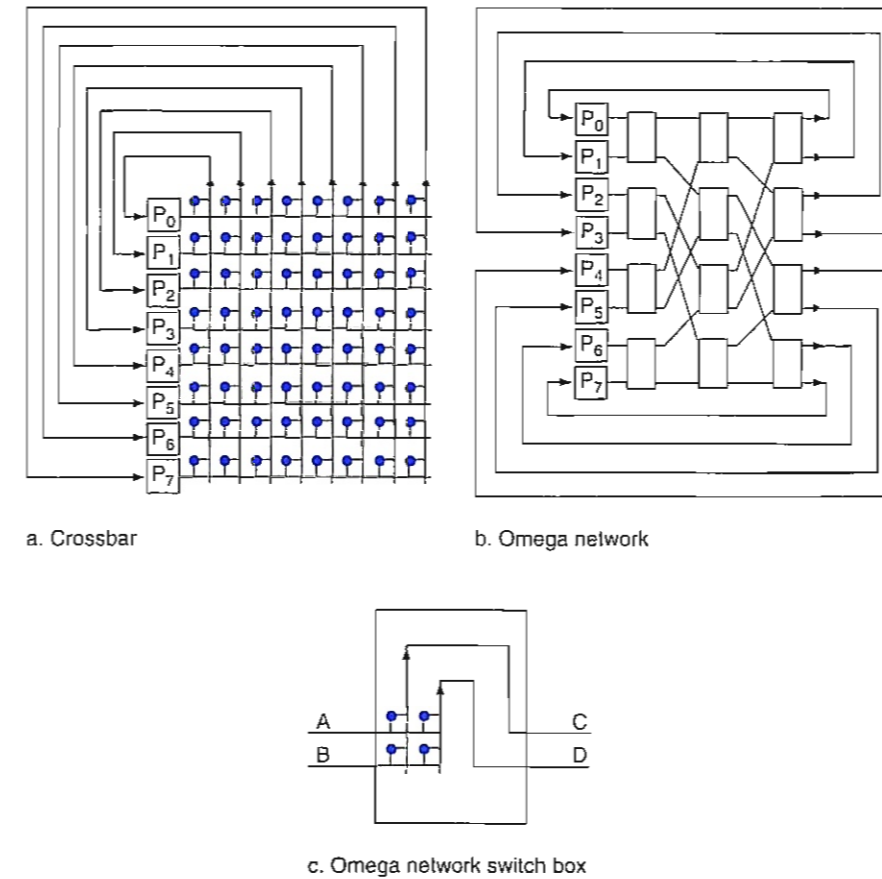 P0
P1
P2
P3
P4
P5
P6
P7
a. Crossbar
P0
P1
P2
P3
P4
P5
P6
P7
b. Omega network
A
B
C
D
c. Omega network switch box